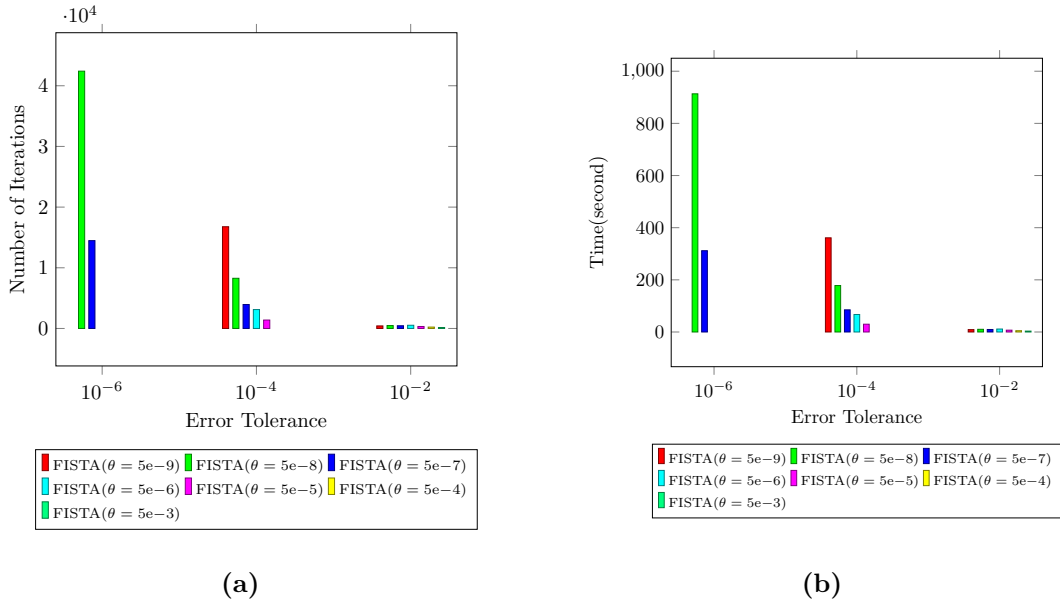 ·10⁴
4
3
2
1
0
Number of Iterations
10⁻⁶ 10⁻⁴ 10⁻²
Error Tolerance
FISTA(θ = 5e−9) FISTA(θ = 5e−8) FISTA(θ = 5e−7)
FISTA(θ = 5e−6) FISTA(θ = 5e−5) FISTA(θ = 5e−4)
FISTA(θ = 5e−3)
(a)
1,000
800
600
400
200
0
Time(second)
10⁻⁶ 10⁻⁴ 10⁻²
Error Tolerance
FISTA(θ = 5e−9) FISTA(θ = 5e−8) FISTA(θ = 5e−7)
FISTA(θ = 5e−6) FISTA(θ = 5e−5) FISTA(θ = 5e−4)
FISTA(θ = 5e−3)
(b)